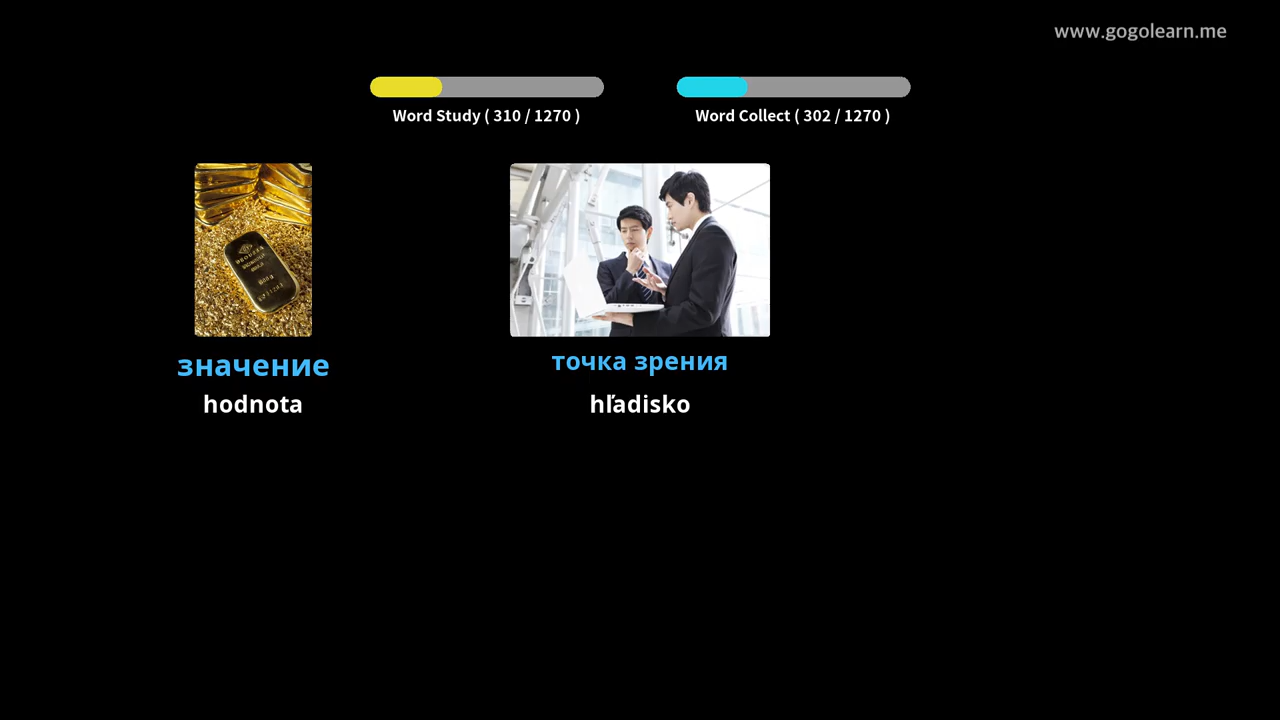 www.gogolearn.me
Word Study ( 310 / 1270 )
Word Collect ( 302 / 1270 )
значение
hodnota
точка зрения
hľadisko